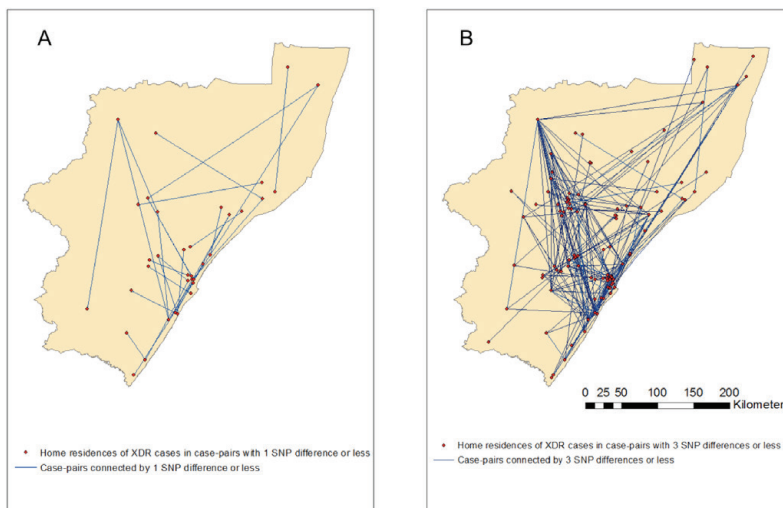 A
Home residences of XDR cases in case-pairs with 1 SNP difference or less
Case-pairs connected by 1 SNP difference or less
B
0 25 50 100 150 200
Kilometer
Home residences of XDR cases in case-pairs with 3 SNP differences or less
Case-pairs connected by 3 SNP differences or less